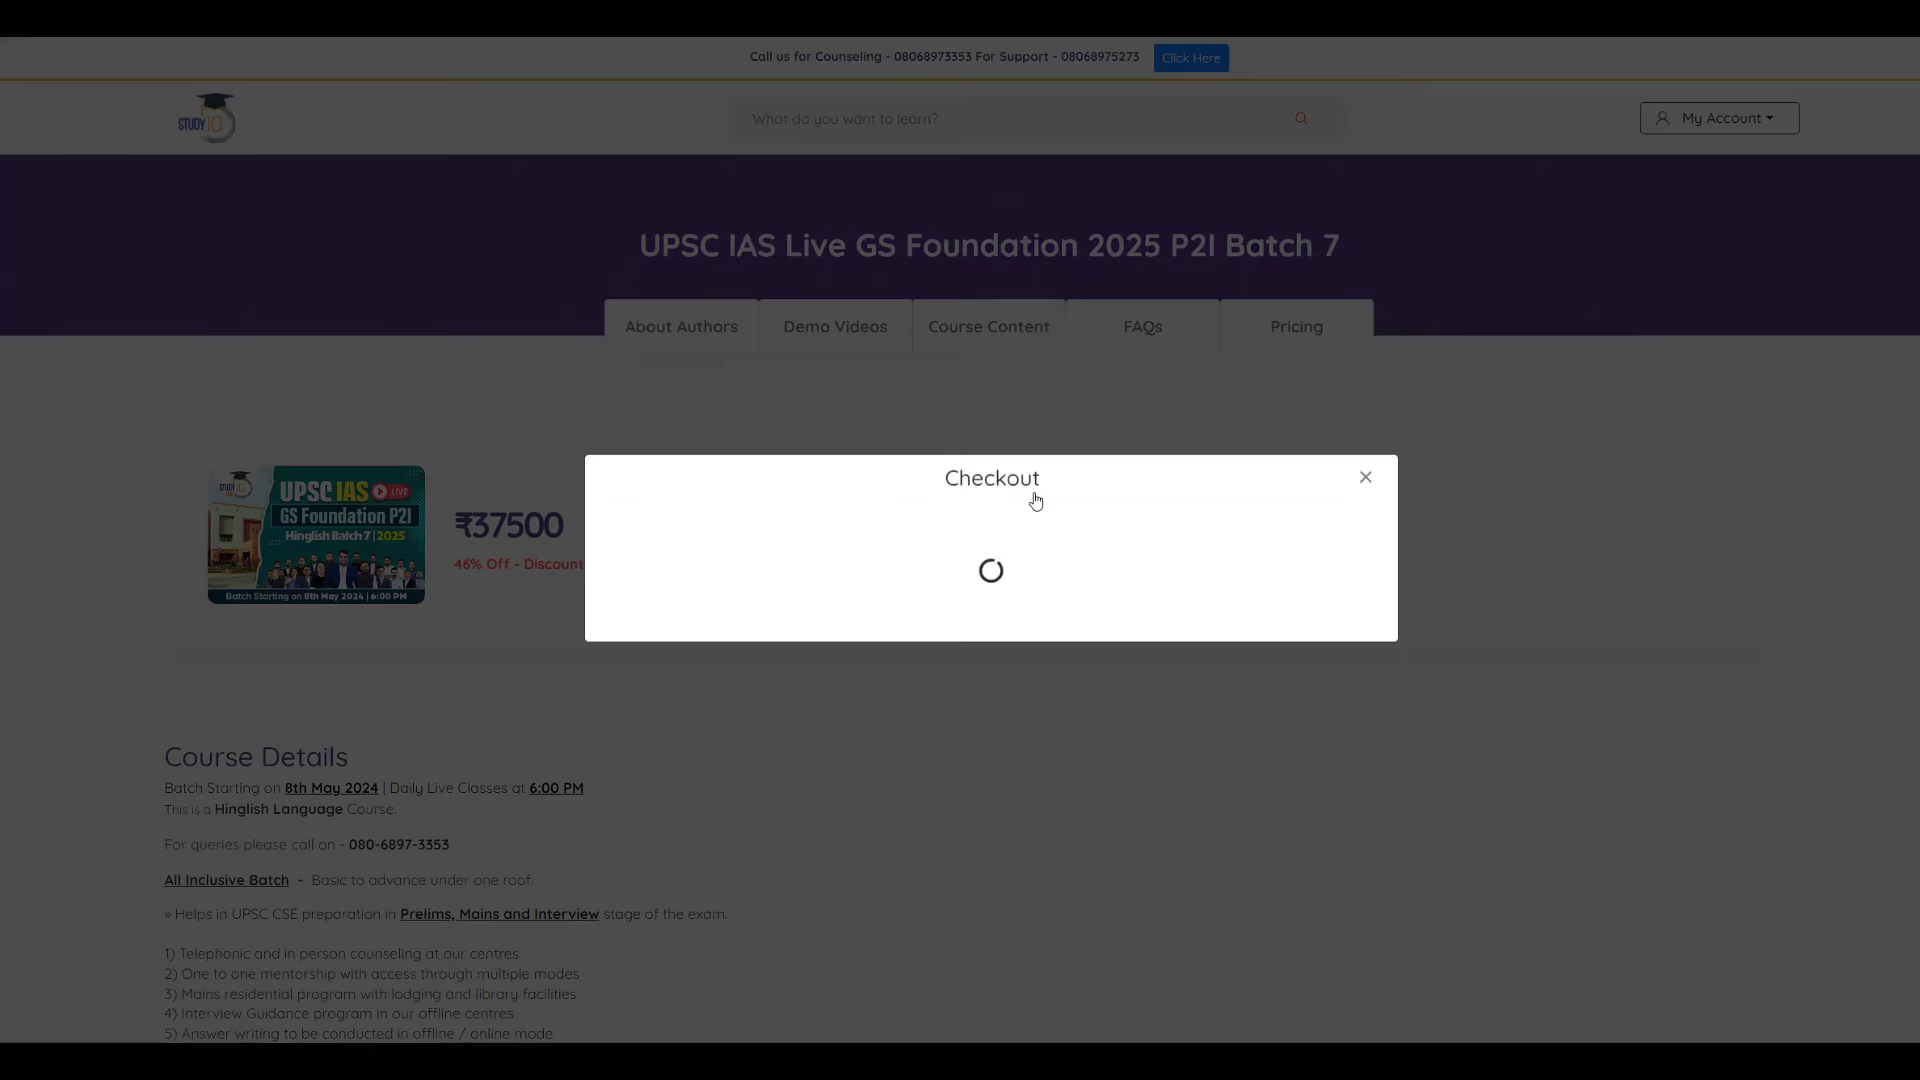 Call us for Counseling - 08068973353 For Support - 08068975273 Click Here
STUDY IQ
What do you want to learn?
My Account
UPSC IAS Live GS Foundation 2025 P2I Batch 7
About Authors
Demo Videos
Course Content
FAQs
Pricing
Checkout
STUDY IQ
UPSC IAS LIVE
GS Foundation P2I
Hinglish Batch 7 | 2025
Batch Starting on 8th May 2024 | 6:00 PM
₹37500
46% Off - Discount
Course Details
Batch Starting on 8th May 2024 | Daily Live Classes at 6:00 PM
This is a Hinglish Language Course.
For queries please call on - 080-6897-3353
All Inclusive Batch - Basic to advance under one roof.
» Helps in UPSC CSE preparation in Prelims, Mains and Interview stage of the exam.
1) Telephonic and in person counseling at our centres
2) One to one mentorship with access through multiple modes
3) Mains residential program with lodging and library facilities
4) Interview Guidance program in our offline centres
5) Answer writing to be conducted in offline / online mode